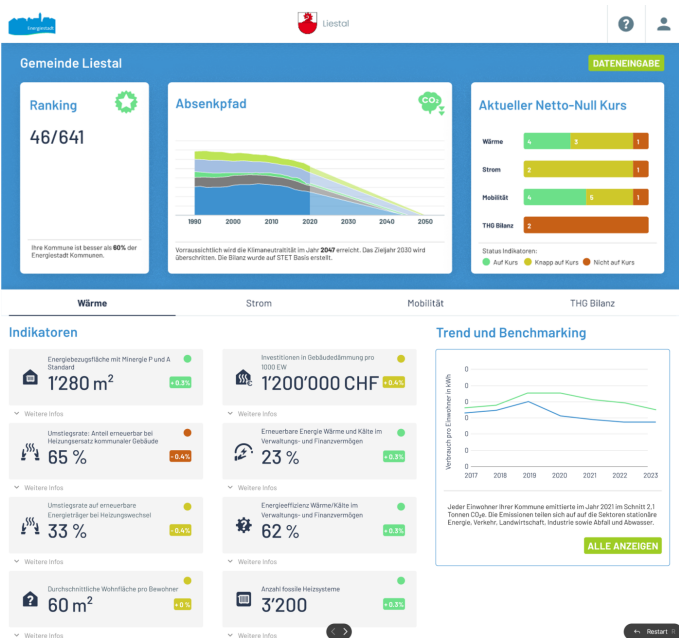 Energiestadt
Liestal
?
Gemeinde Liestal
DATENEINGABE
Ranking
46/641
Ihre Kommune ist besser als 60% der
Energiestadt Kommunen.
Absenkpfad
CO₂
1990 2000 2010 2020 2030 2040 2050
Vorraussichtlich wird die Klimaneutraltität im Jahr 2047 erreicht. Das Zieljahr 2030 wird
überschritten. Die Bilanz wurde auf STET Basis erstellt.
Aktueller Netto-Null Kurs
Wärme 4 3 1
Strom 2 1
Mobilität 4 5 1
THG Bilanz 2
Status Indikatoren:
Auf Kurs Knapp auf Kurs Nicht auf Kurs
Wärme Strom Mobilität THG Bilanz
Indikatoren
Energiebezugsfläche mit Minergie P und A
Standard
1'280 m²
+0.3%
Weitere Infos
Investitionen in Gebäudedämmung pro
1000 EW
1'200'000 CHF
+0.4%
Weitere Infos
Umstiegsrate: Anteil erneuerbar bei
Heizungsersatz kommunaler Gebäude
65 %
-0.4%
Weitere Infos
Erneuerbare Energie Wärme und Kälte im
Verwaltungs- und Finanzvermögen
23 %
+0.3%
Weitere Infos
Umstiegsrate auf erneuerbare
Energieträger bei Heizungswechsel
33 %
-0.4%
Weitere Infos
Energieeffizienz Wärme/Kälte im
Verwaltungs- und Finanzvermögen
62 %
+0.3%
Weitere Infos
Durchschnittliche Wohnfläche pro Bewohner
?
60 m²
+0 %
Weitere Infos
Anzahl fossile Heizsysteme
3'200
+0.3%
Weitere Infos
Trend und Benchmarking
Verbrauch pro Einwohner in kWh
0
0
0
0
0
0
0
2017 2018 2019 2020 2021 2022 2023
Jeder Einwohner Ihrer Kommune emittierte im Jahr 2021 im Schnitt 2,1
Tonnen CO₂e. Die Emissionen teilen sich auf auf die Sektoren stationäre
Energie, Verkehr, Landwirtschaft, Industrie sowie Abfall und Abwasser.
ALLE ANZEIGEN
Restart R